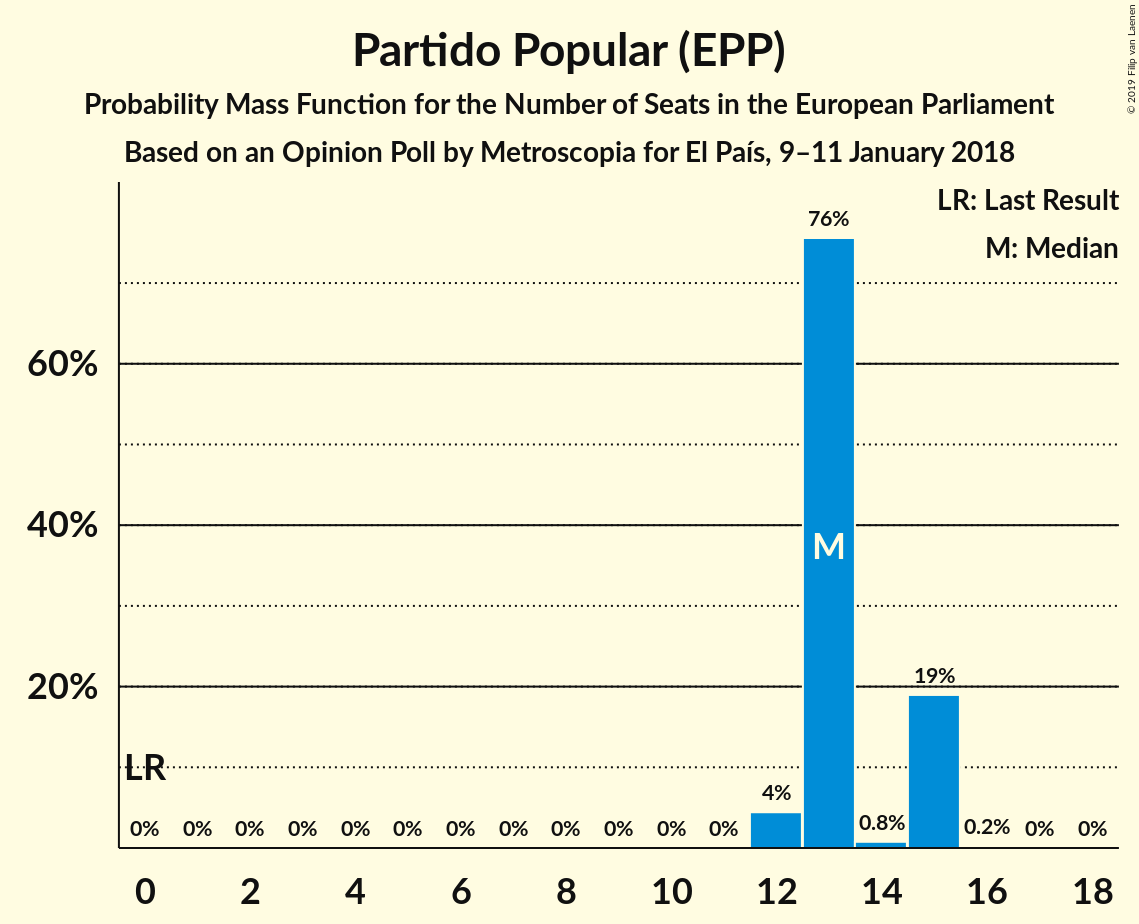 Partido Popular (EPP)
Probability Mass Function for the Number of Seats in the European Parliament
Based on an Opinion Poll by Metroscopia for El País, 9–11 January 2018
© 2019 Filip van Laenen
LR: Last Result
M: Median
76%
60%
40%
M
20%
19%
LR
4%
0% 0% 0% 0% 0% 0% 0% 0% 0% 0% 0% 0% 0.8% 0.2% 0% 0%
0 2 4 6 8 10 12 14 16 18